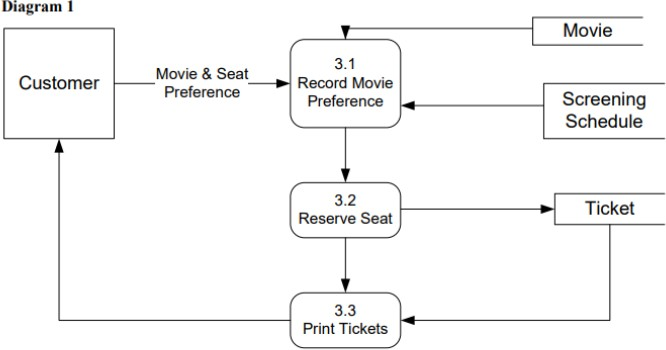 Diagram 1
Movie
Customer
Movie & Seat
Preference
3.1
Record Movie
Preference
Screening
Schedule
3.2
Reserve Seat
Ticket
3.3
Print Tickets